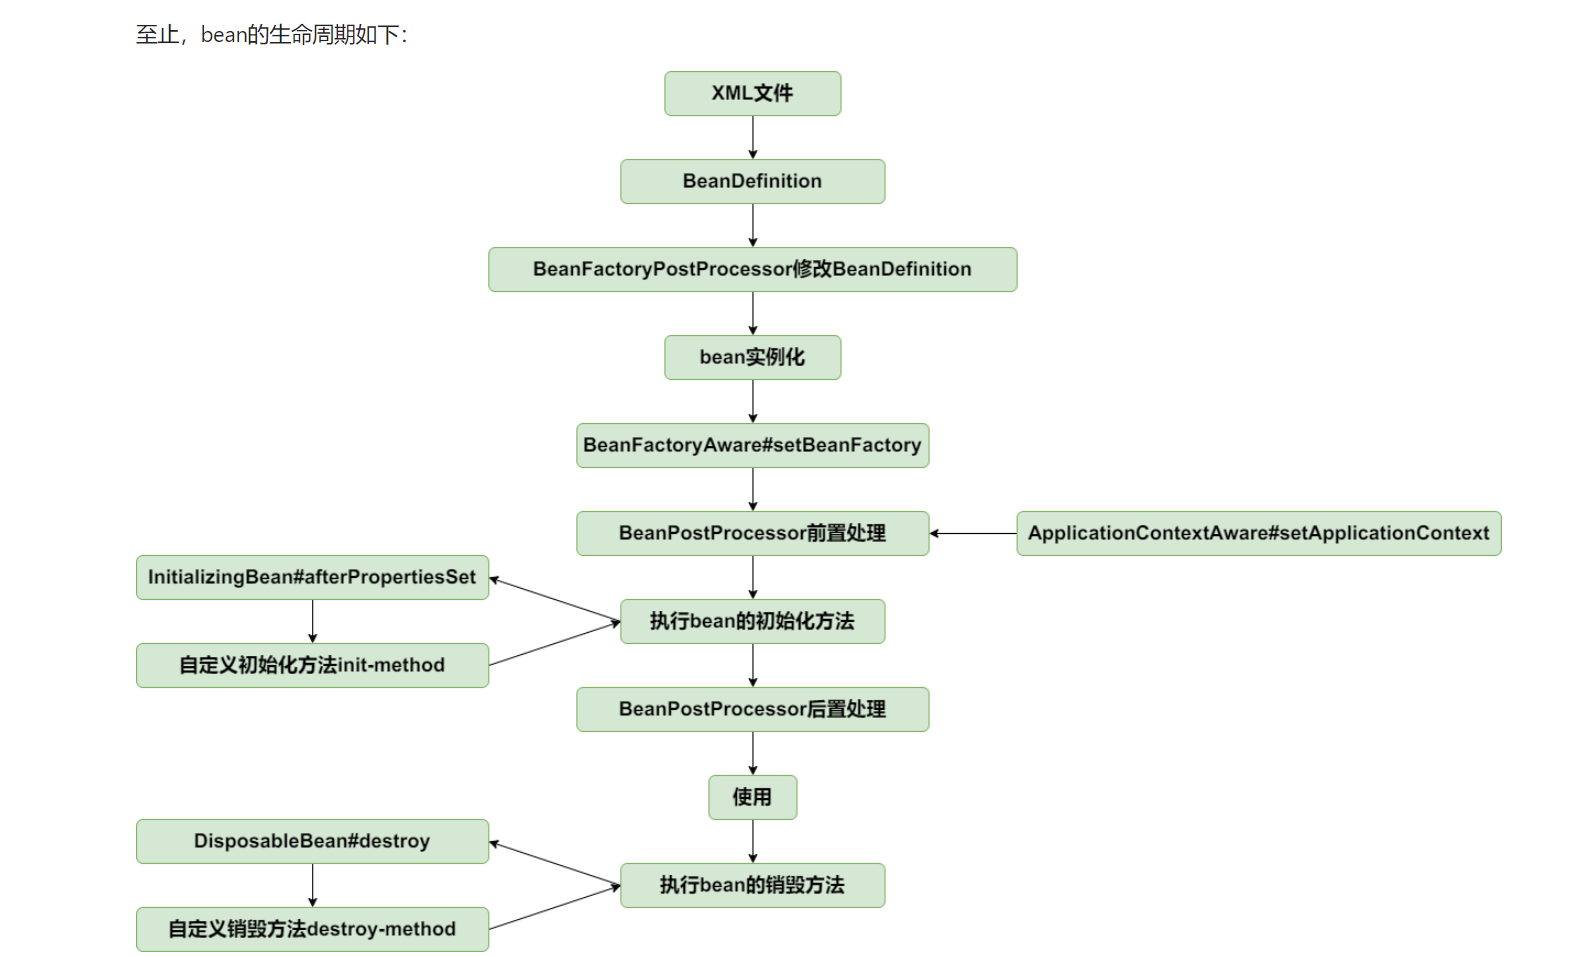 至止，bean的生命周期如下：
XML文件
BeanDefinition
BeanFactoryPostProcessor修改BeanDefinition
bean实例化
BeanFactoryAware#setBeanFactory
BeanPostProcessor前置处理
ApplicationContextAware#setApplicationContext
InitializingBean#afterPropertiesSet
执行bean的初始化方法
自定义初始化方法init-method
BeanPostProcessor后置处理
使用
DisposableBean#destroy
执行bean的销毁方法
自定义销毁方法destroy-method